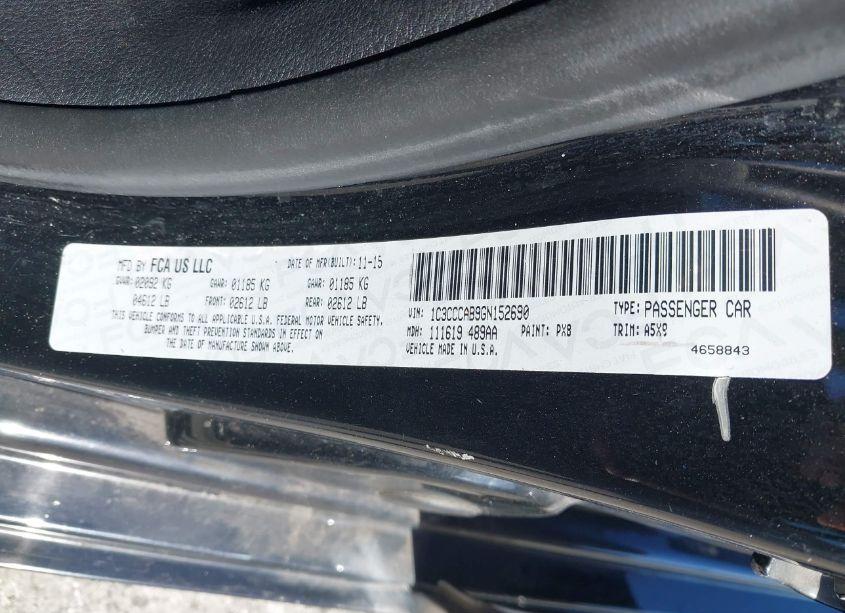 MFD BY FCA US LLC
DATE OF MFR(BUILT): 11-15
GVWR: 02092 KG GAWR: 01185 KG GAWR: 01185 KG
04612 LB FRONT: 02612 LB REAR: 02612 LB
THIS VEHICLE CONFORMS TO ALL APPLICABLE U.S.A. FEDERAL MOTOR VEHICLE SAFETY,
BUMPER AND THEFT PREVENTION STANDARDS IN EFFECT ON
THE DATE OF MANUFACTURE SHOWN ABOVE.
VIN: 1C3CCCAB9GN152690 TYPE: PASSENGER CAR
MDH: 111619 489AA PAINT: PX8 TRIM: A5X9
VEHICLE MADE IN U.S.A. 4658843